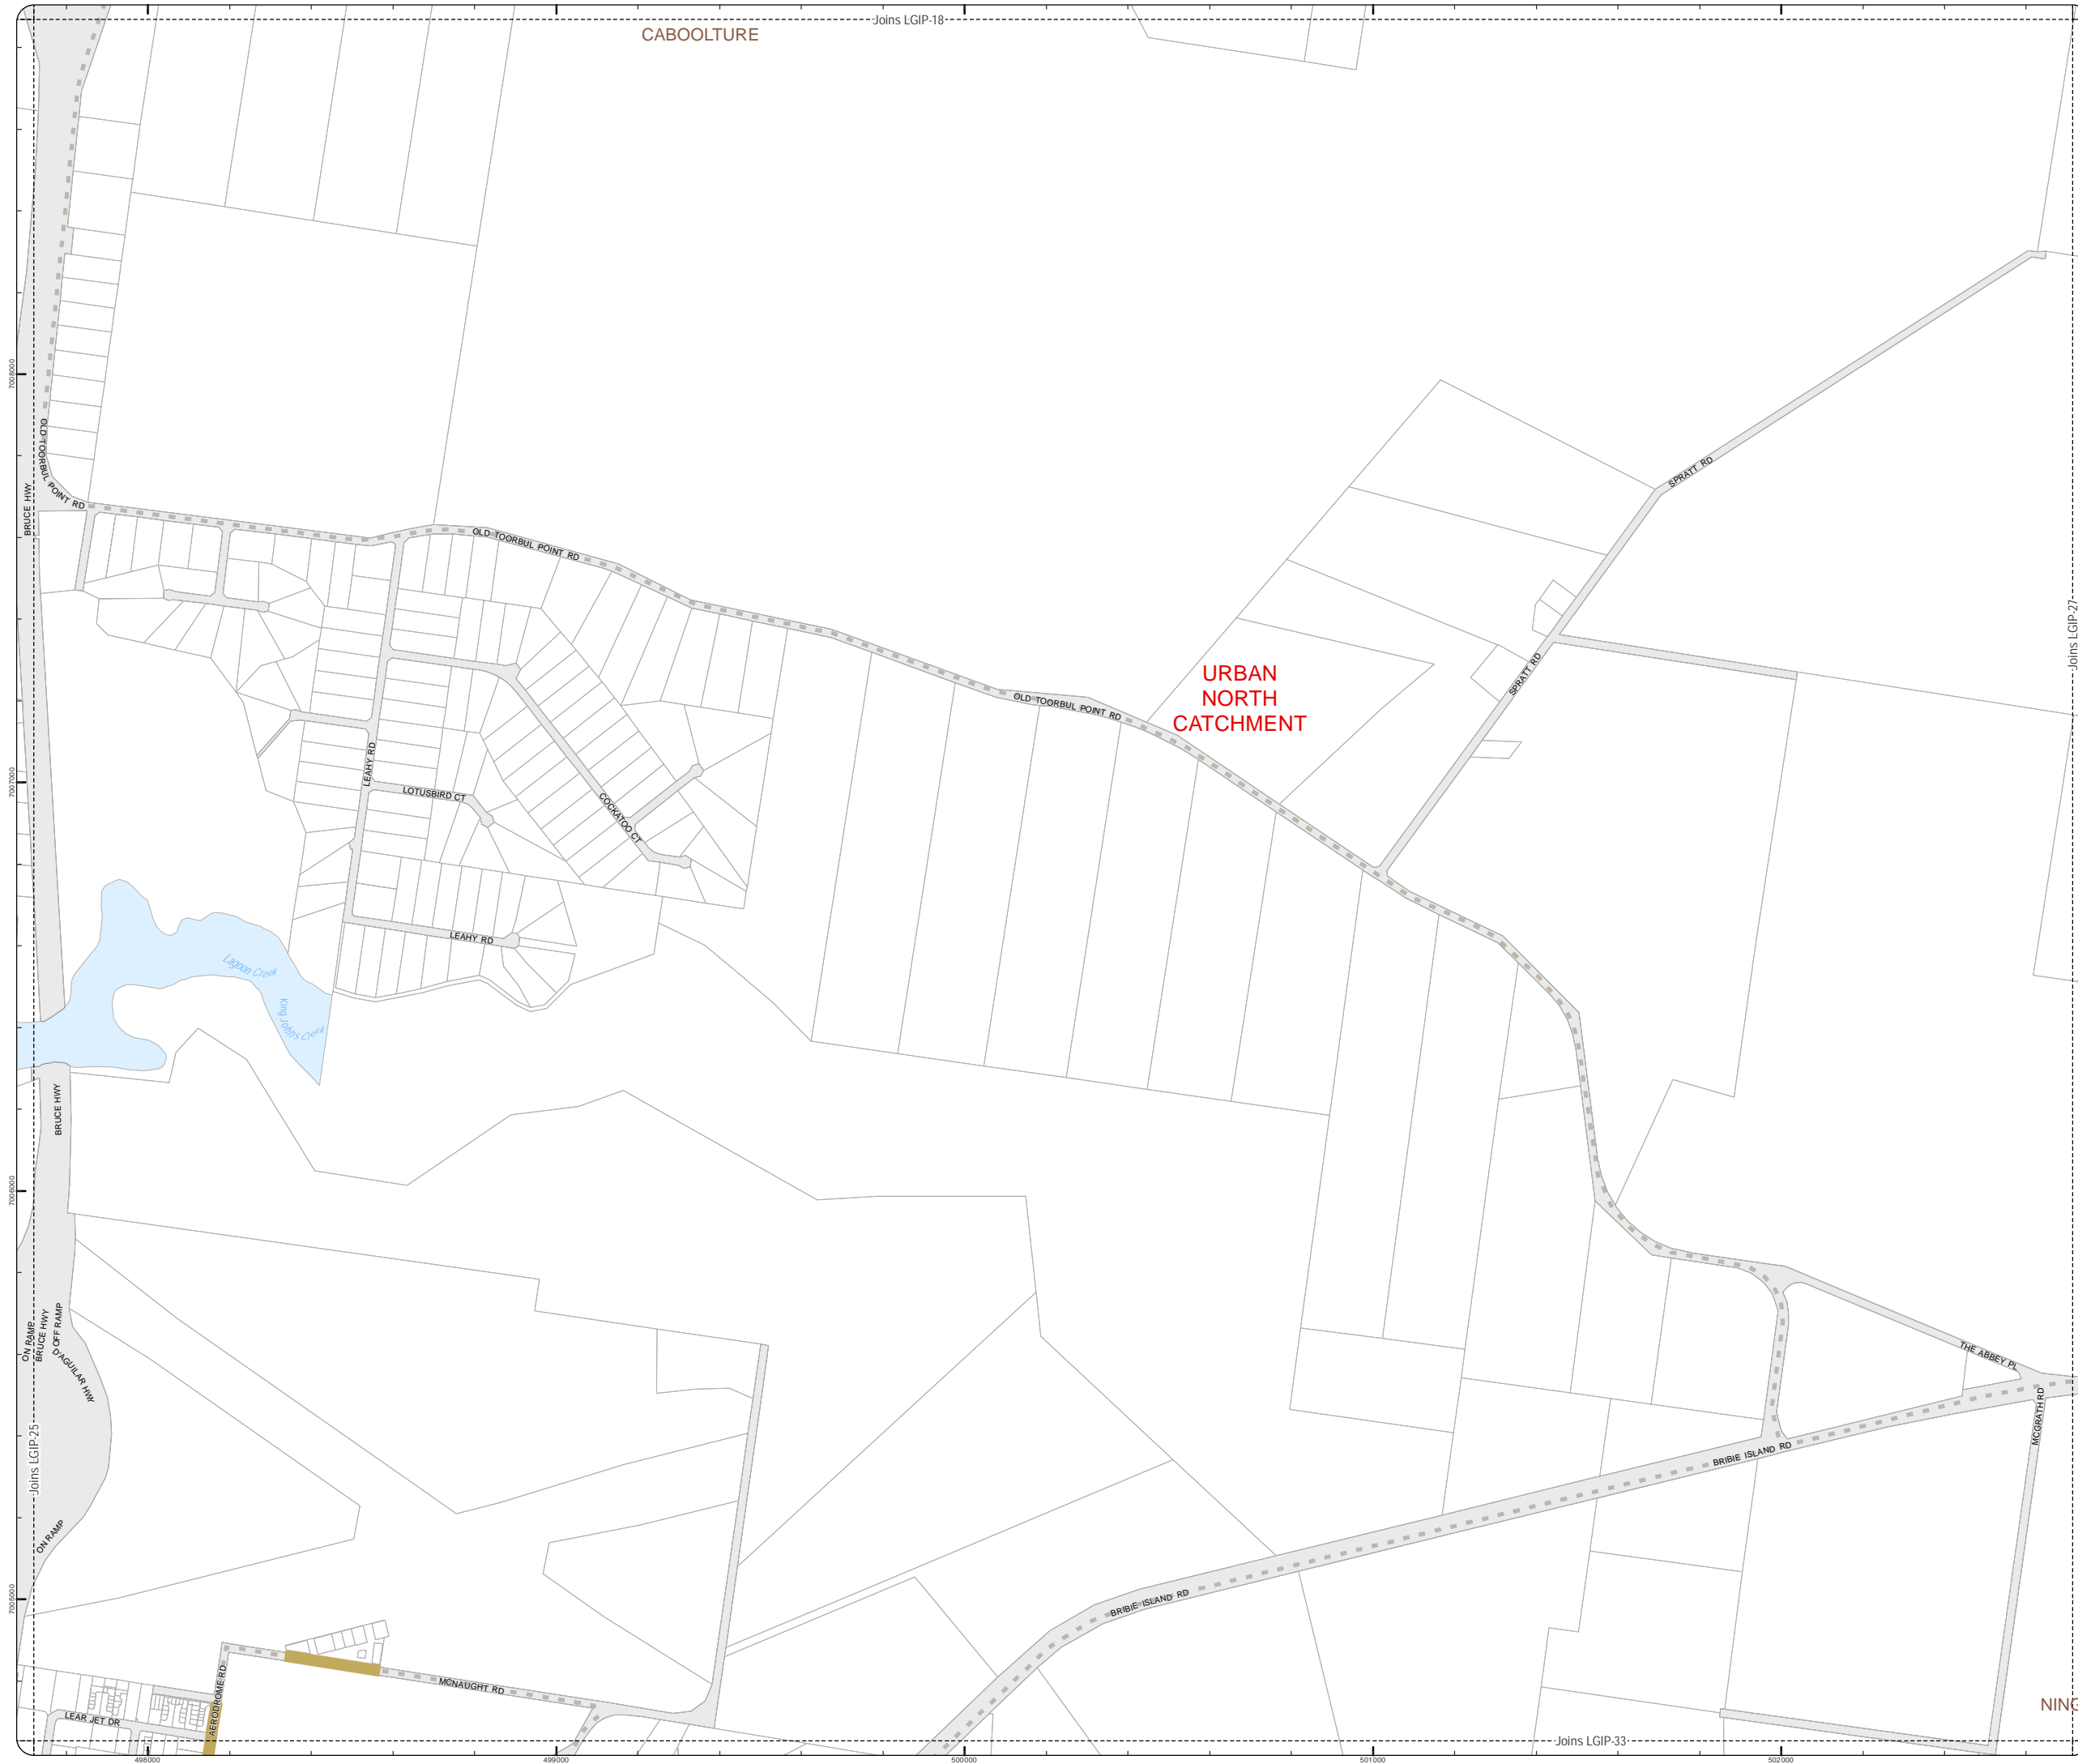 Joins LGIP-18
CABOOLTURE
7008000
OLD TOORBUL POINT RD
BRUCE HWY
SPRATT RD
OLD TOORBUL POINT RD
Joins LGIP-27
URBAN
NORTH
CATCHMENT
SPRATT RD
OLD TOORBUL POINT RD
7007000
LEAHY RD
LOTUSBIRD CT
COCKATOO CT
LEAHY RD
Lagoon Creek
King John's Creek
BRUCE HWY
7006000
ON RAMP
BRUCE HWY
OFF RAMP
D'AGUILAR HWY
THE ABBEY PL
MCGRATH RD
Joins LGIP-25
BRIBIE ISLAND RD
ON RAMP
7005000
BRIBIE ISLAND RD
MCNAUGHT RD
AERODROME RD
LEAR JET DR
NING
Joins LGIP-33
498000
499000
500000
501000
502000